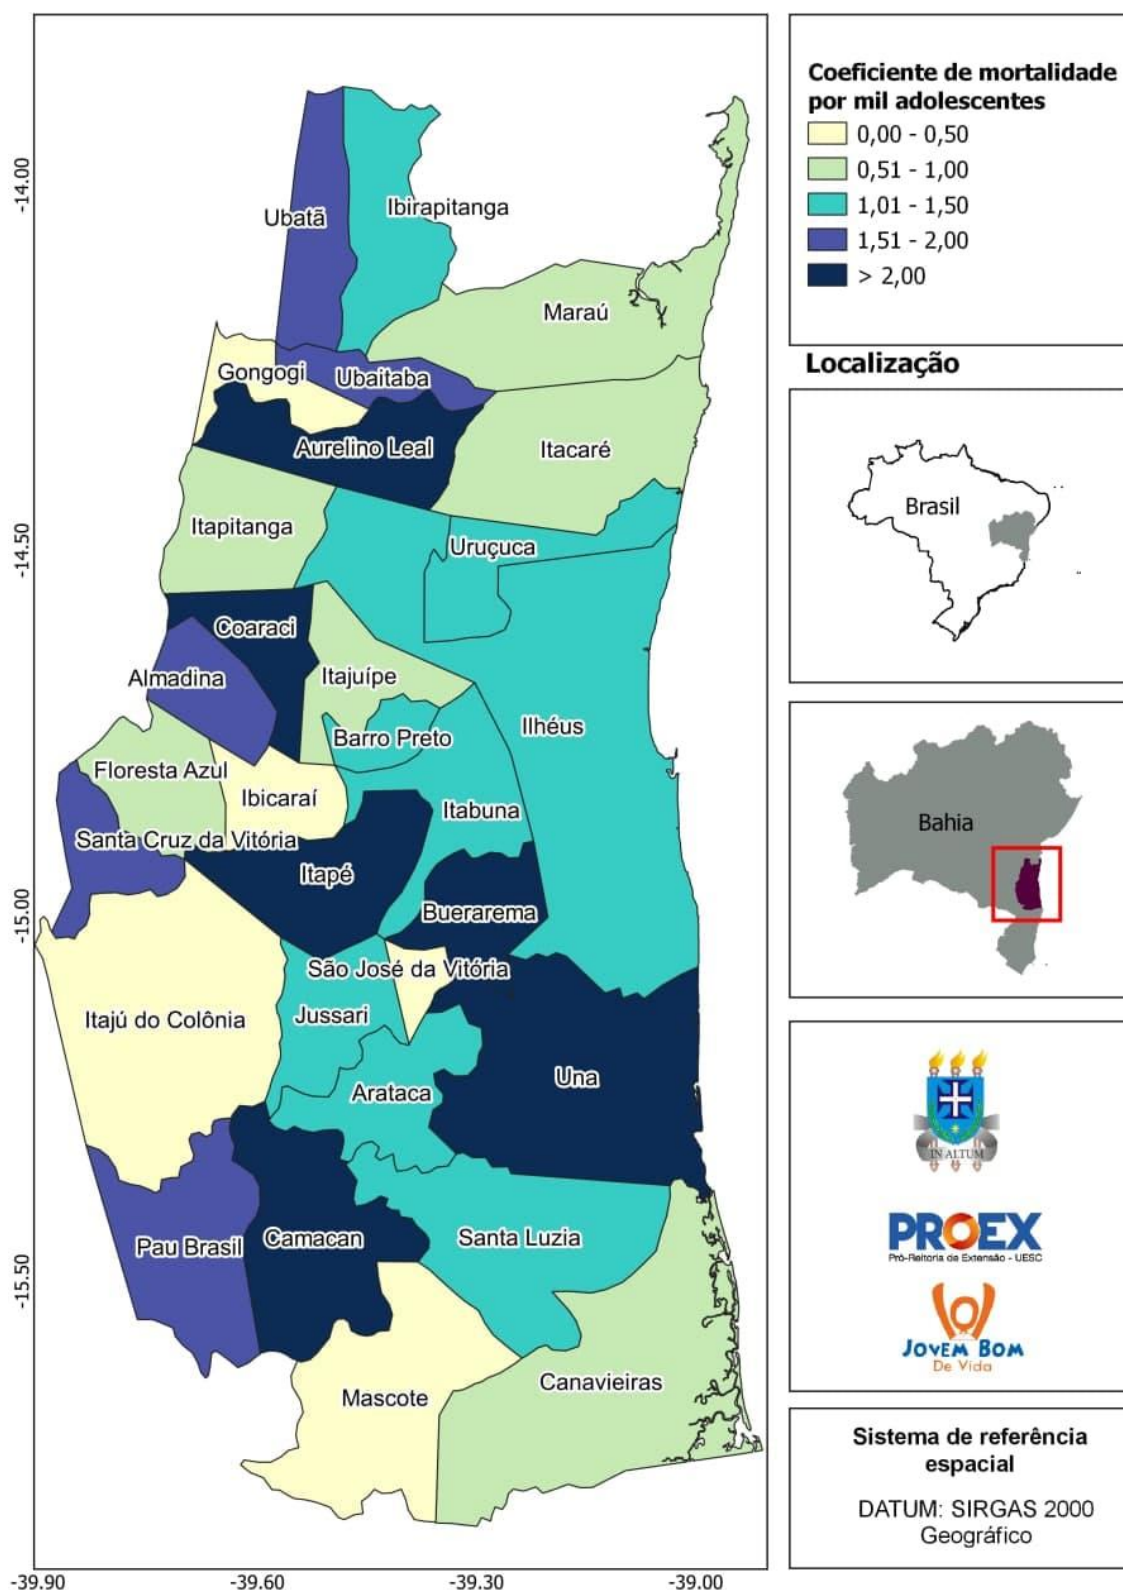 -14.00
-14.50
-15.00
-15.50
-39.90
-39.60
-39.30
-39.00
Ubatã
Ibirapitanga
Maraú
Gongogi
Ubaitaba
Aurelino Leal
Itacaré
Itapitanga
Uruçuca
Coaraci
Almadina
Itajuípe
Ilhéus
Barro Preto
Floresta Azul
Ibicaraí
Itabuna
Santa Cruz da Vitória
Itapé
Buerarema
São José da Vitória
Itajú do Colônia
Jussari
Una
Arataca
Pau Brasil
Camacan
Santa Luzia
Canavieiras
Mascote
Coeficiente de mortalidade
por mil adolescentes
0,00 - 0,50
0,51 - 1,00
1,01 - 1,50
1,51 - 2,00
> 2,00
Localização
Brasil
Bahia
IN ALTUM
PROEX
Pró-Reitoria de Extensão - UESC
JOVEM BOM
De Vida
Sistema de referência
espacial
DATUM: SIRGAS 2000
Geográfico